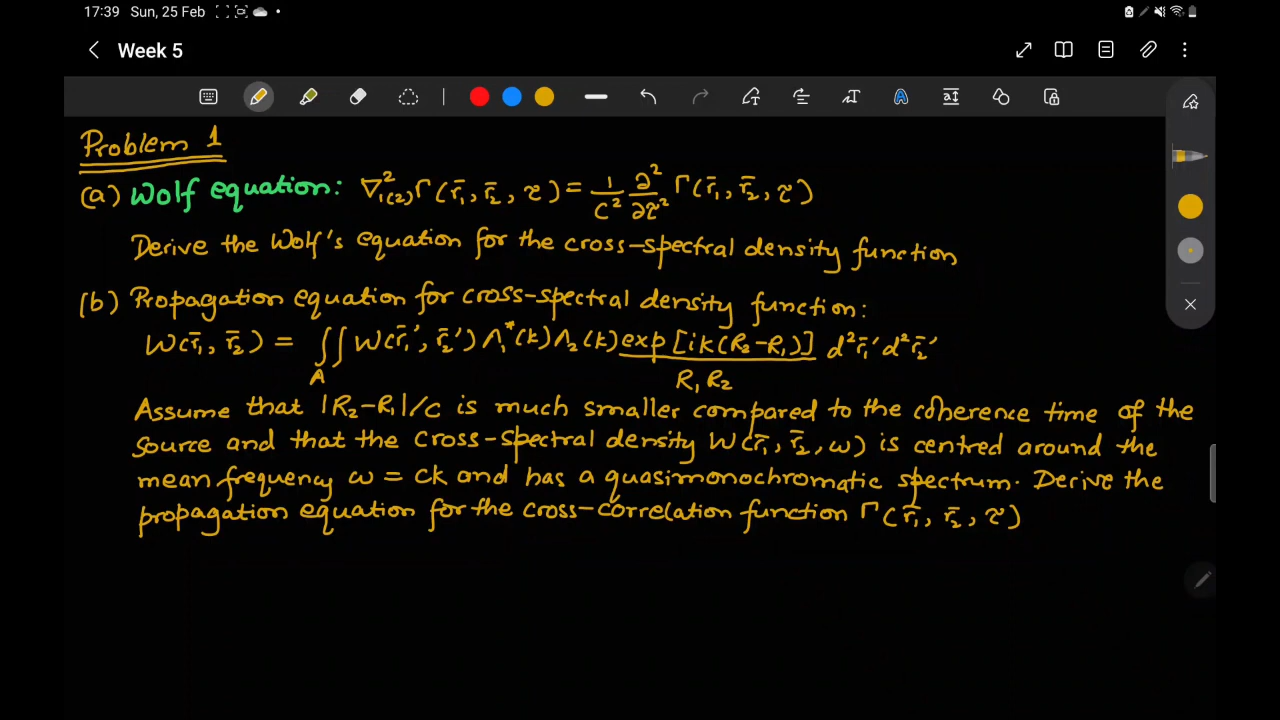 17:39 Sun, 25 Feb
Week 5
Problem 1
(a) Wolf equation: ∇²₁₍₂₎Γ(r̄₁, r̄₂, τ) = 1/c² ∂²/∂τ² Γ(r̄₁, r̄₂, τ)
Derive the Wolf's equation for the cross-spectral density function
(b) Propagation equation for cross-spectral density function:
W(r̄₁, r̄₂) = ∬_A W(r̄₁', r̄₂') Λ₁*(k) Λ₂(k) exp[ik(R₂-R₁)] / R₁R₂ d²r̄₁' d²r̄₂'
Assume that |R₂-R₁|/c is much smaller compared to the coherence time of the
source and that the cross-spectral density W(r̄₁, r̄₂, ω) is centred around the
mean frequency ω = ck and has a quasimonochromatic spectrum. Derive the
propagation equation for the cross-correlation function Γ(r̄₁, r̄₂, τ)